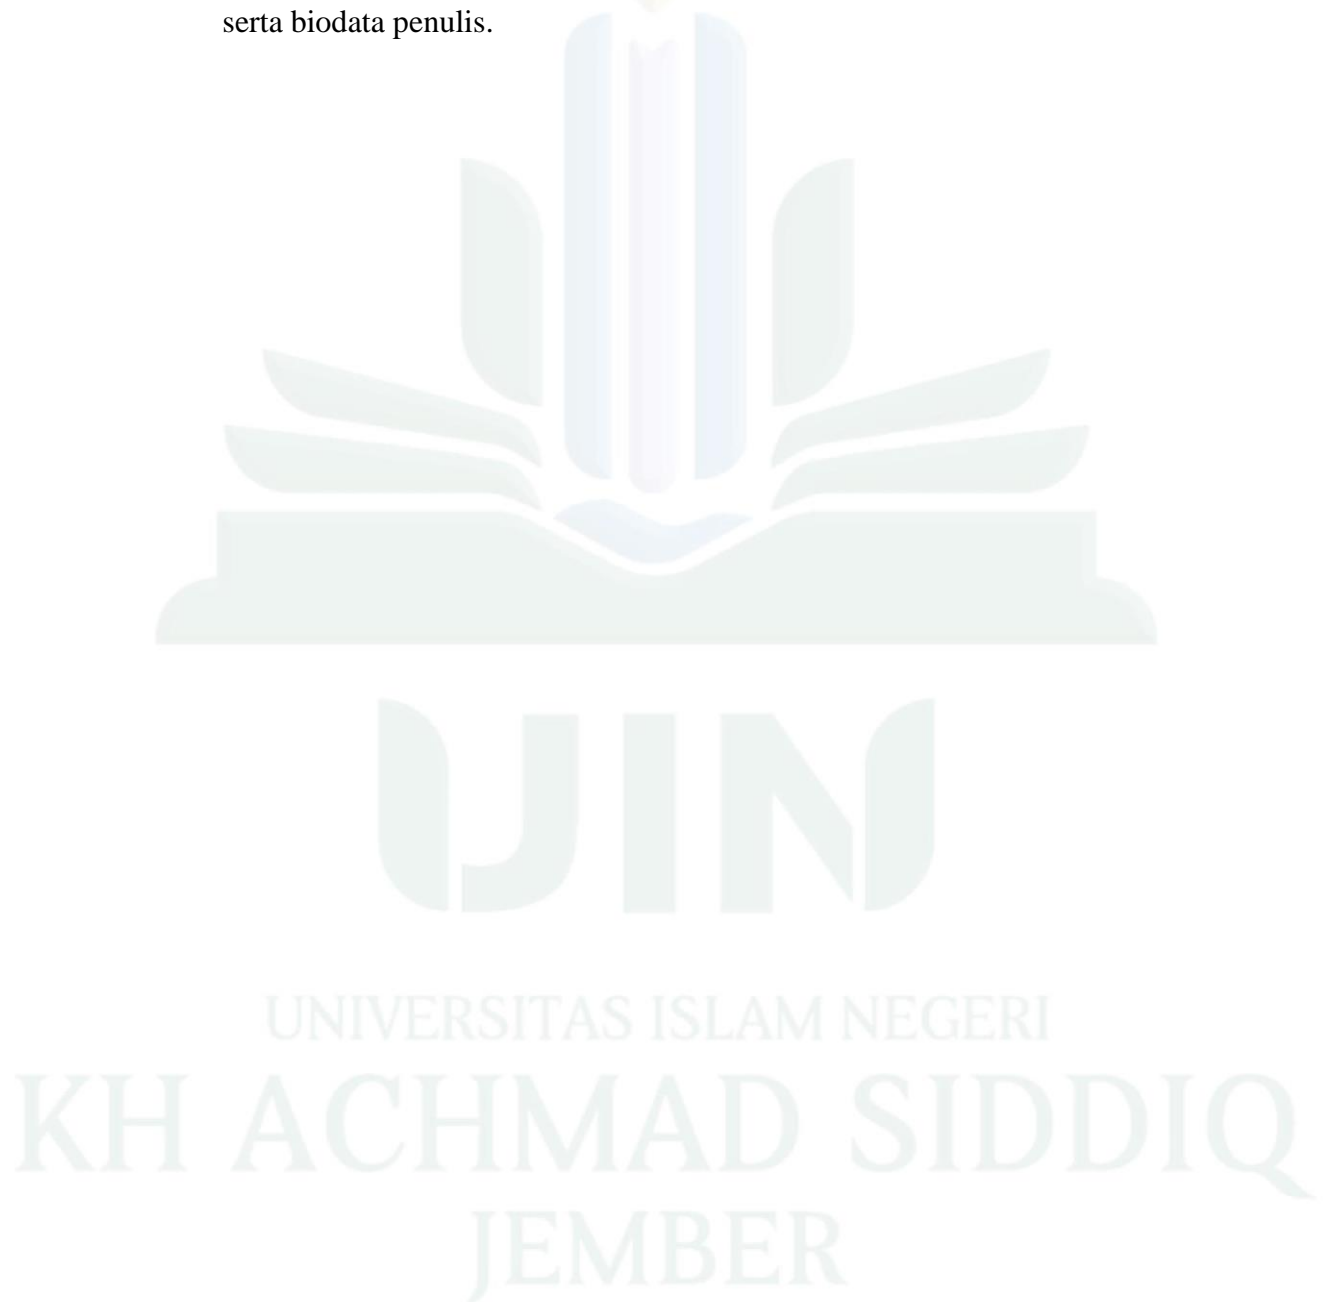 serta biodata penulis.
UIN
UNIVERSITAS ISLAM NEGERI
KH ACHMAD SIDDIQ
JEMBER